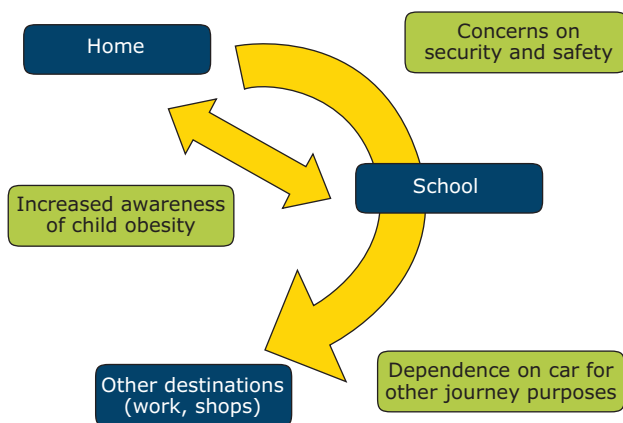 Home
Concerns on
security and safety
School
Increased awareness
of child obesity
Other destinations
(work, shops)
Dependence on car for
other journey purposes